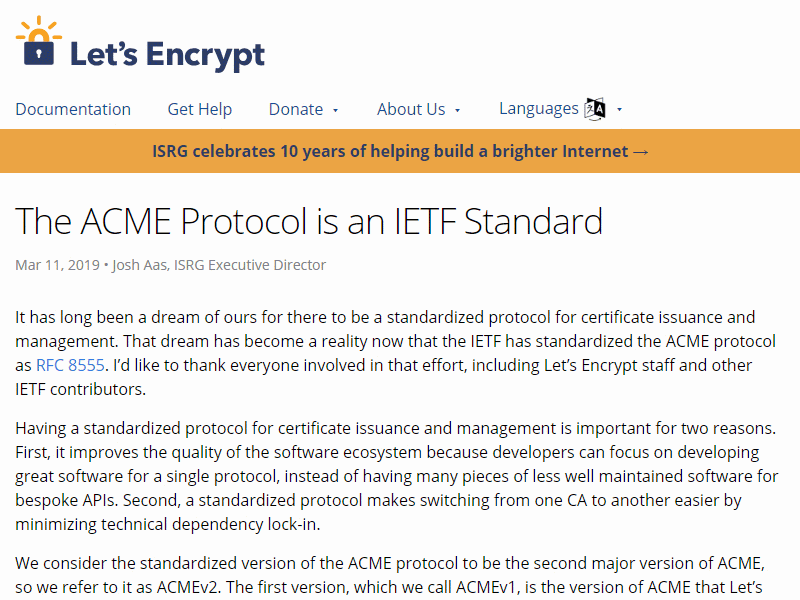 Let's Encrypt
Documentation Get Help Donate About Us Languages
ISRG celebrates 10 years of helping build a brighter Internet →
The ACME Protocol is an IETF Standard
Mar 11, 2019 • Josh Aas, ISRG Executive Director
It has long been a dream of ours for there to be a standardized protocol for certificate issuance and
management. That dream has become a reality now that the IETF has standardized the ACME protocol
as RFC 8555. I’d like to thank everyone involved in that effort, including Let’s Encrypt staff and other
IETF contributors.
Having a standardized protocol for certificate issuance and management is important for two reasons.
First, it improves the quality of the software ecosystem because developers can focus on developing
great software for a single protocol, instead of having many pieces of less well maintained software for
bespoke APIs. Second, a standardized protocol makes switching from one CA to another easier by
minimizing technical dependency lock-in.
We consider the standardized version of the ACME protocol to be the second major version of ACME,
so we refer to it as ACMEv2. The first version, which we call ACMEv1, is the version of ACME that Let’s